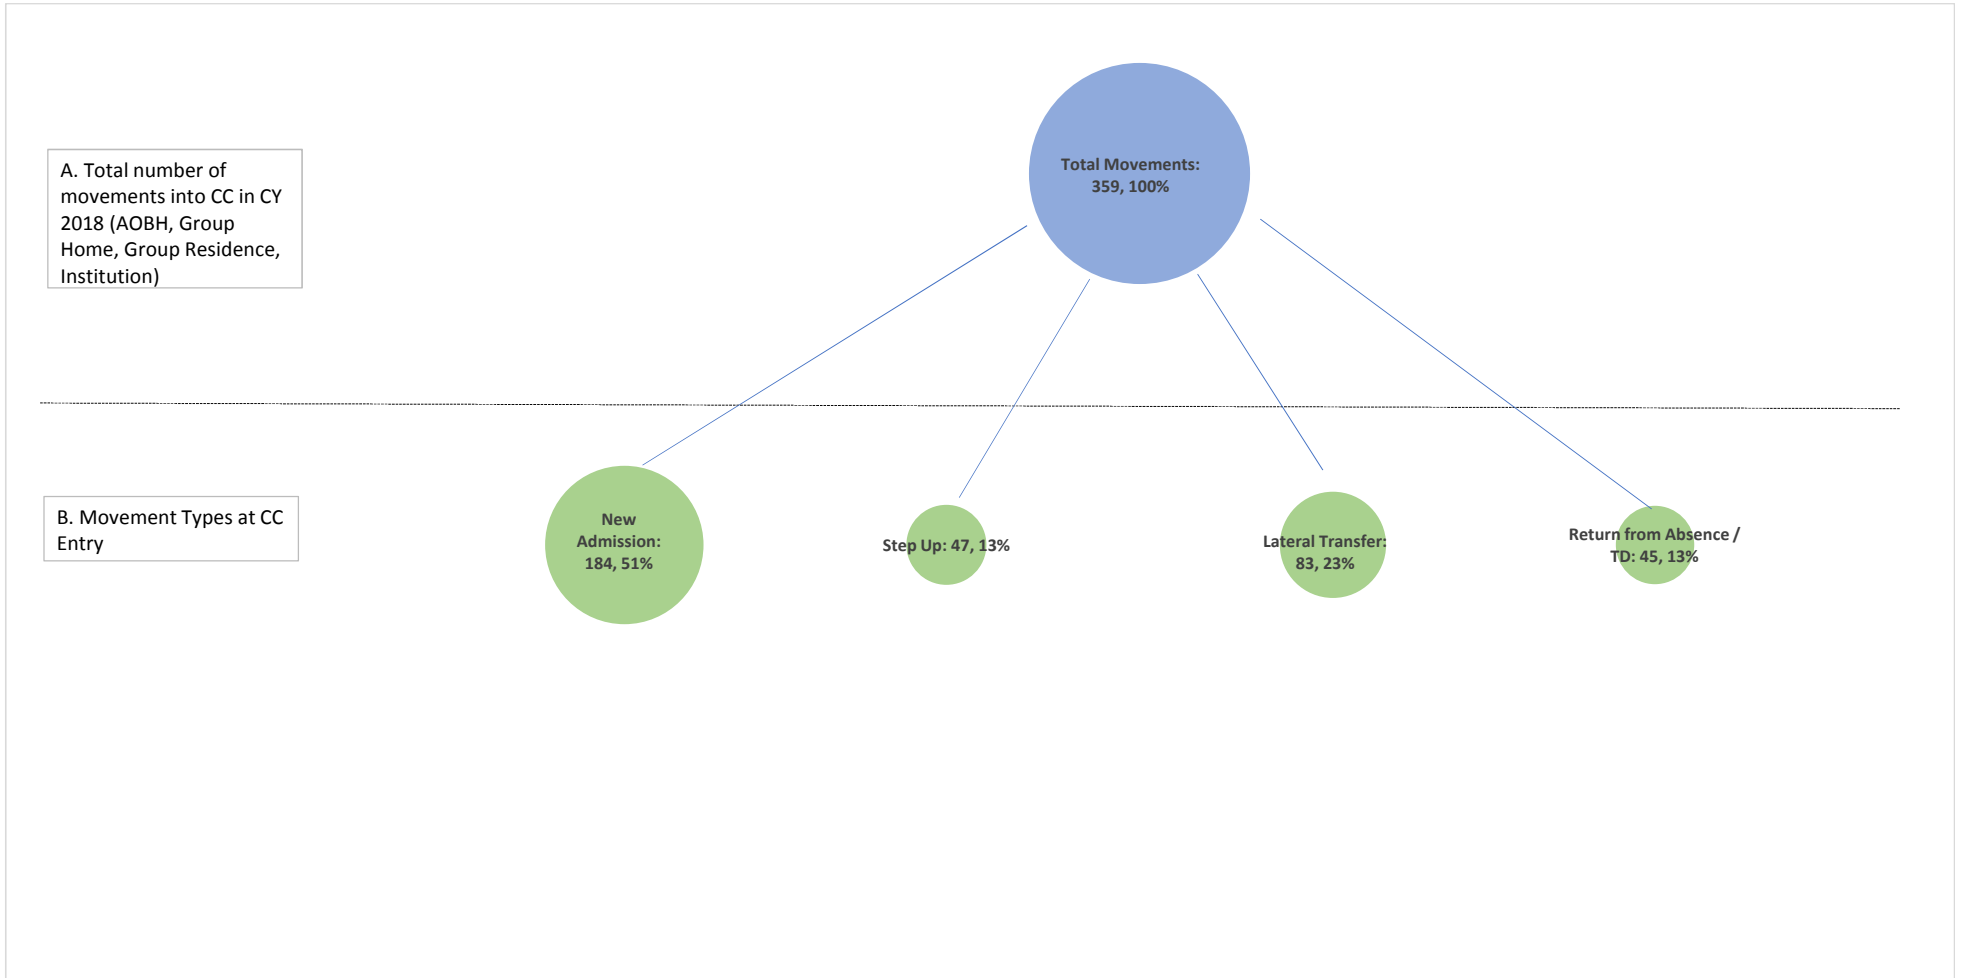 Total Movements:
359, 100%
A. Total number of
movements into CC in CY
2018 (AOBH, Group
Home, Group Residence,
Institution)
B. Movement Types at CC
Entry
New
Admission:
184, 51%
Step Up: 47, 13%
Lateral Transfer:
83, 23%
Return from Absence /
TD: 45, 13%